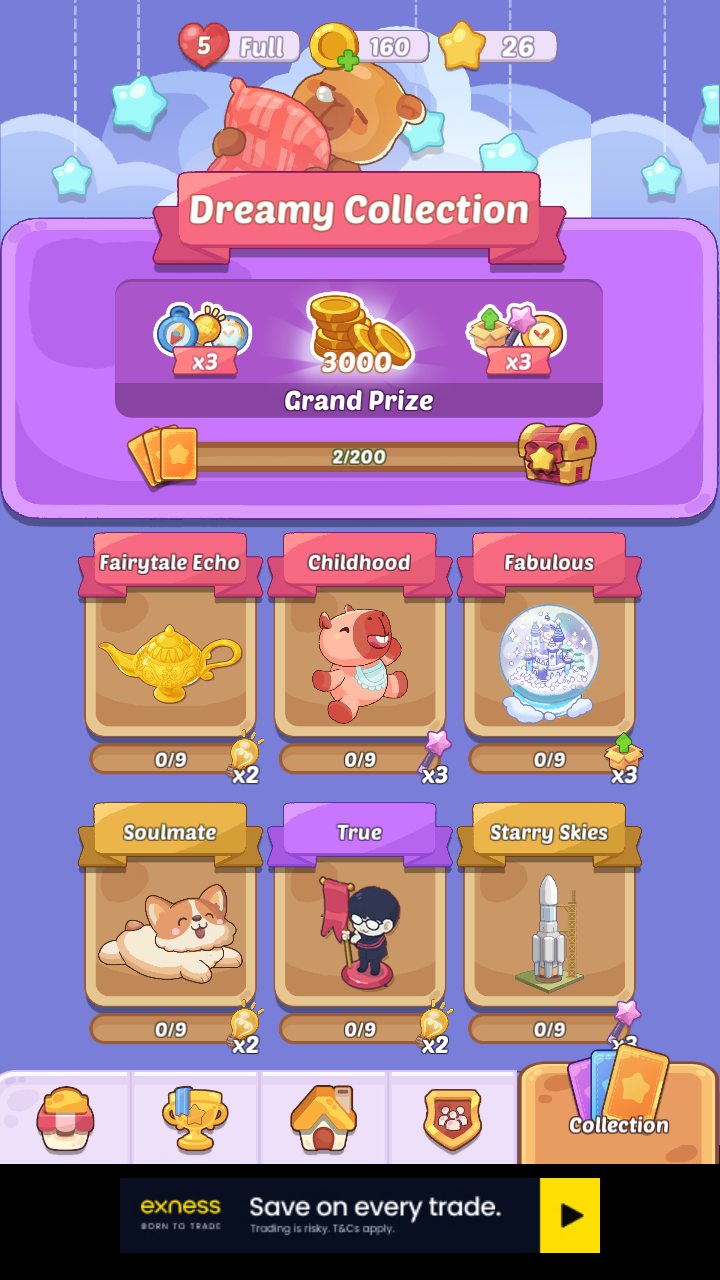 5 Full 160 26
Dreamy Collection
x3 3000 x3
Grand Prize
2/200
Fairytale Echo Childhood Fabulous
0/9 x2 0/9 x3 0/9 x3
Soulmate True Starry Skies
0/9 x2 0/9 x2 0/9 x3
Collection
exness Save on every trade.
BORN TO TRADE Trading is risky. T&Cs apply.